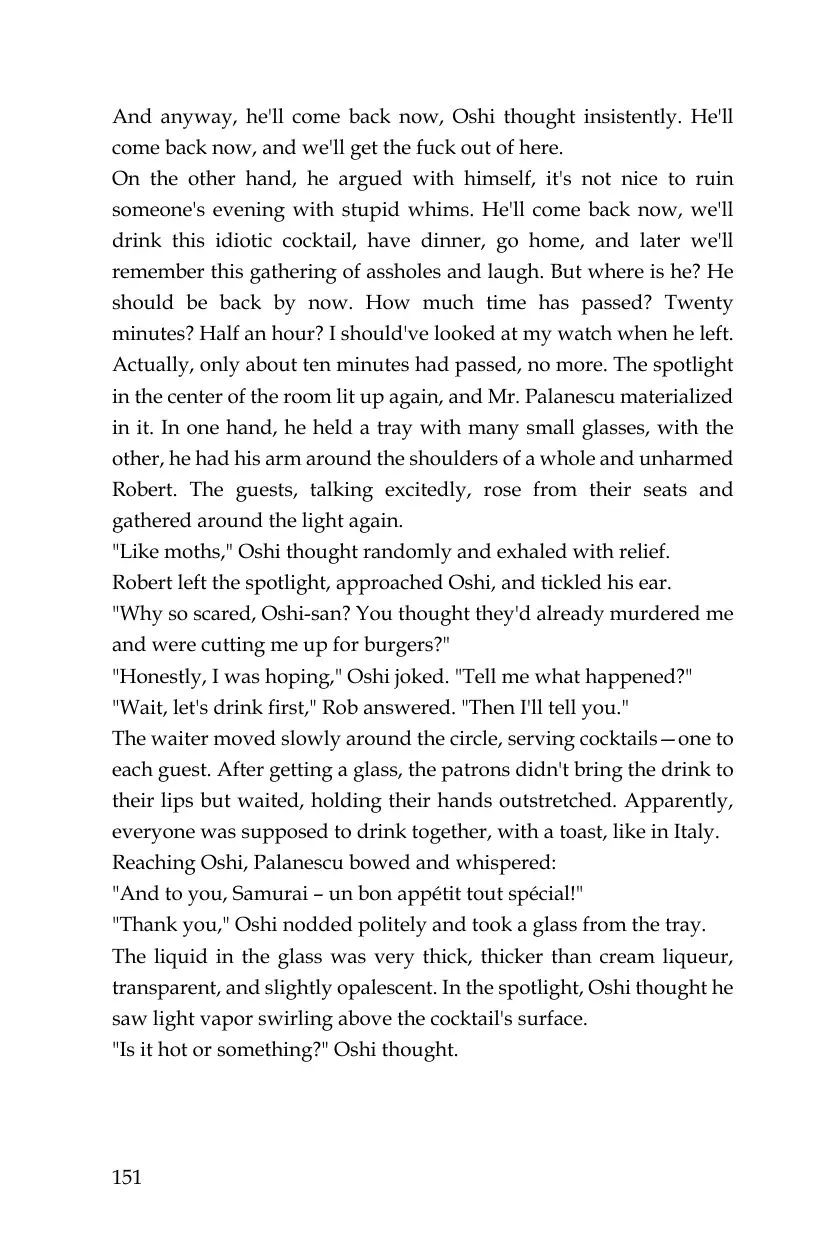 And anyway, he'll come back now, Oshi thought insistently. He'll
come back now, and we'll get the fuck out of here.
On the other hand, he argued with himself, it's not nice to ruin
someone's evening with stupid whims. He'll come back now, we'll
drink this idiotic cocktail, have dinner, go home, and later we'll
remember this gathering of assholes and laugh. But where is he? He
should be back by now. How much time has passed? Twenty
minutes? Half an hour? I should've looked at my watch when he left.
Actually, only about ten minutes had passed, no more. The spotlight
in the center of the room lit up again, and Mr. Palanescu materialized
in it. In one hand, he held a tray with many small glasses, with the
other, he had his arm around the shoulders of a whole and unharmed
Robert. The guests, talking excitedly, rose from their seats and
gathered around the light again.
"Like moths," Oshi thought randomly and exhaled with relief.
Robert left the spotlight, approached Oshi, and tickled his ear.
"Why so scared, Oshi-san? You thought they'd already murdered me
and were cutting me up for burgers?"
"Honestly, I was hoping," Oshi joked. "Tell me what happened?"
"Wait, let's drink first," Rob answered. "Then I'll tell you."
The waiter moved slowly around the circle, serving cocktails—one to
each guest. After getting a glass, the patrons didn't bring the drink to
their lips but waited, holding their hands outstretched. Apparently,
everyone was supposed to drink together, with a toast, like in Italy.
Reaching Oshi, Palanescu bowed and whispered:
"And to you, Samurai – un bon appétit tout spécial!"
"Thank you," Oshi nodded politely and took a glass from the tray.
The liquid in the glass was very thick, thicker than cream liqueur,
transparent, and slightly opalescent. In the spotlight, Oshi thought he
saw light vapor swirling above the cocktail's surface.
"Is it hot or something?" Oshi thought.
151